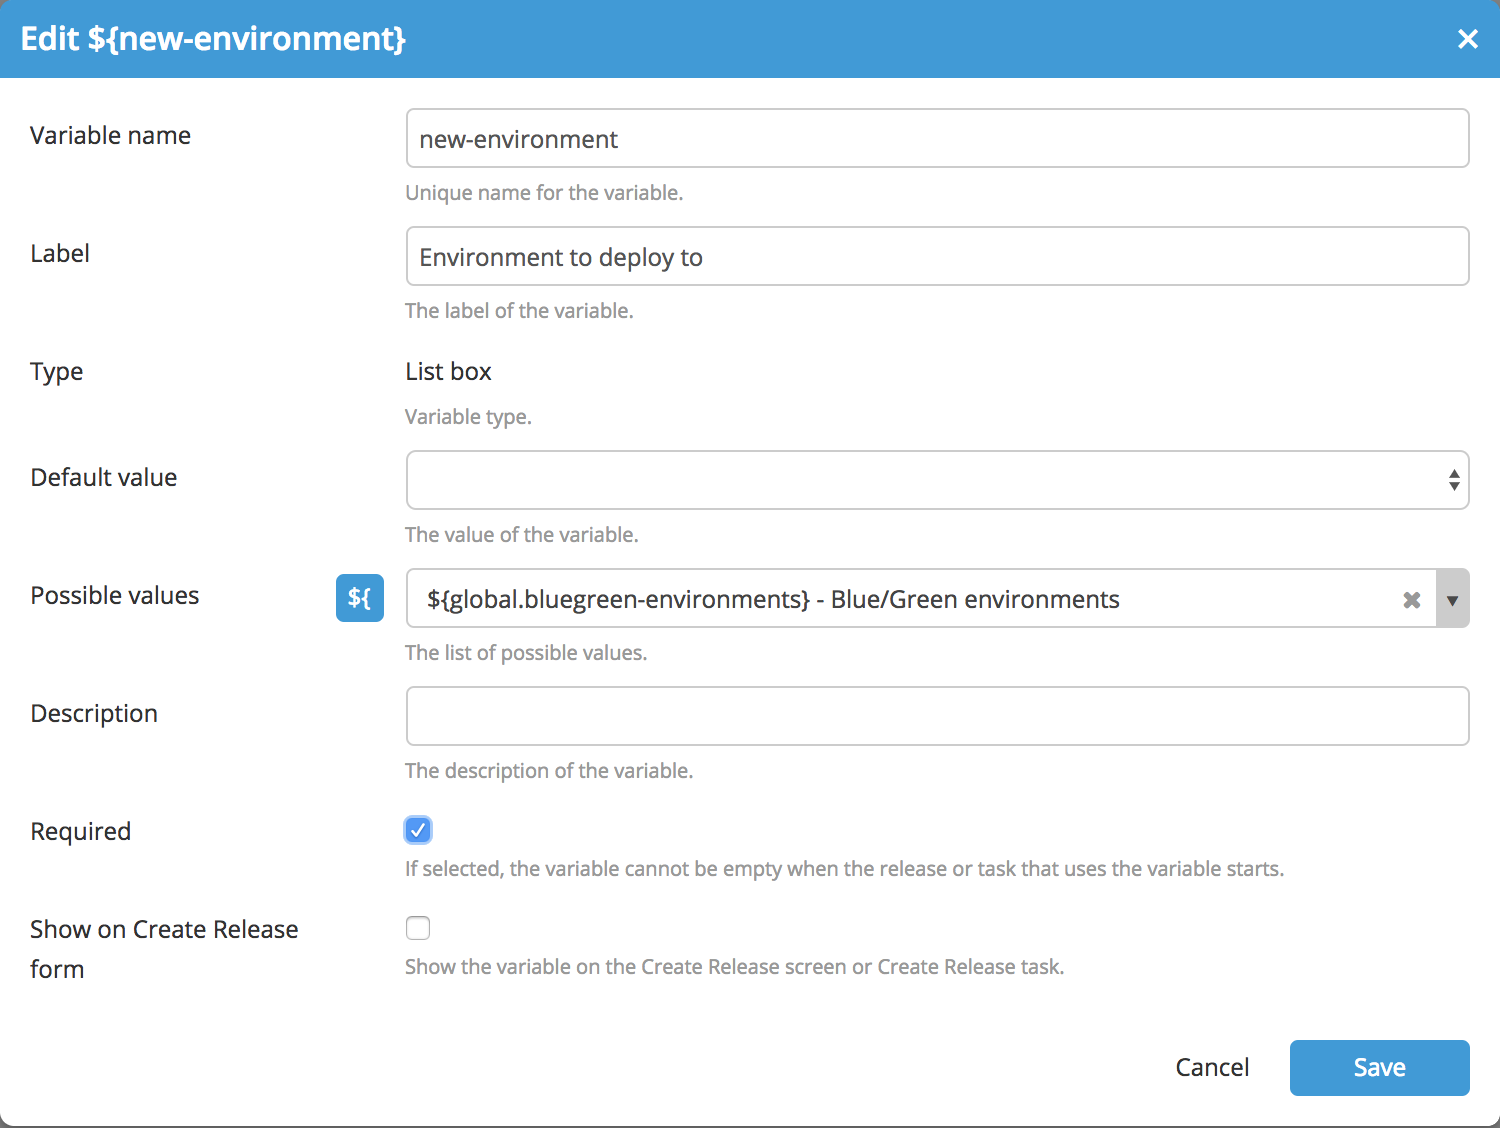 Edit ${new-environment}
Variable name
new-environment
Unique name for the variable.
Label
Environment to deploy to
The label of the variable.
Type
List box
Variable type.
Default value
The value of the variable.
Possible values
${
${global.bluegreen-environments} - Blue/Green environments
The list of possible values.
Description
The description of the variable.
Required
If selected, the variable cannot be empty when the release or task that uses the variable starts.
Show on Create Release
form
Show the variable on the Create Release screen or Create Release task.
Cancel
Save